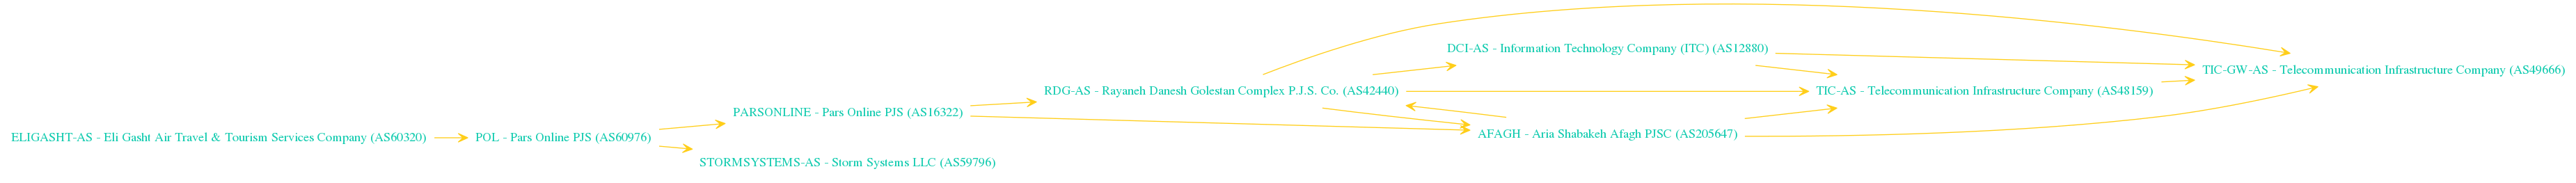 ELIGASHT-AS - Eli Gasht Air Travel & Tourism Services Company (AS60320)
POL - Pars Online PJS (AS60976)
PARSONLINE - Pars Online PJS (AS16322)
STORMSYSTEMS-AS - Storm Systems LLC (AS59796)
RDG-AS - Rayaneh Danesh Golestan Complex P.J.S. Co. (AS42440)
DCI-AS - Information Technology Company (ITC) (AS12880)
AFAGH - Aria Shabakeh Afagh PJSC (AS205647)
TIC-AS - Telecommunication Infrastructure Company (AS48159)
TIC-GW-AS - Telecommunication Infrastructure Company (AS49666)